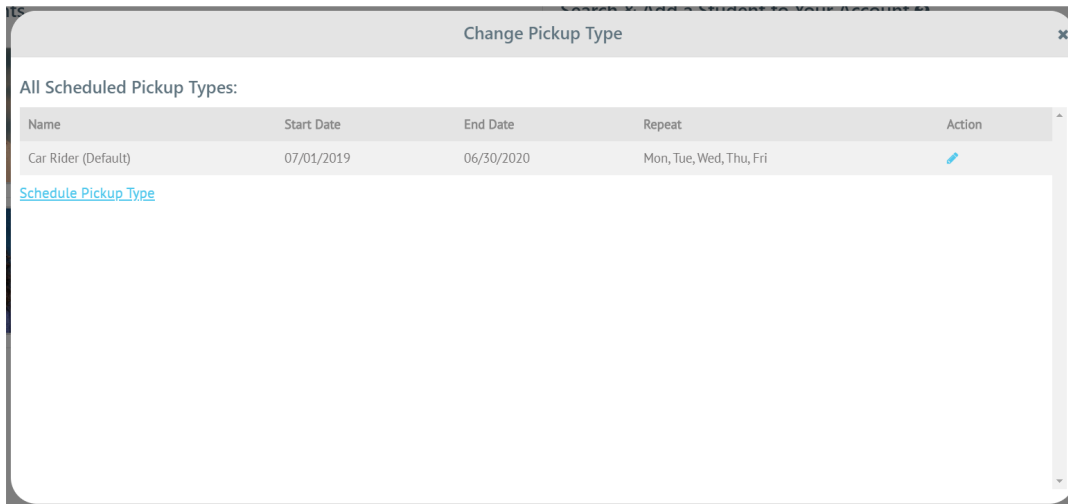 Change Pickup Type
All Scheduled Pickup Types:
Name Start Date End Date Repeat Action
Car Rider (Default) 07/01/2019 06/30/2020 Mon, Tue, Wed, Thu, Fri
Schedule Pickup Type